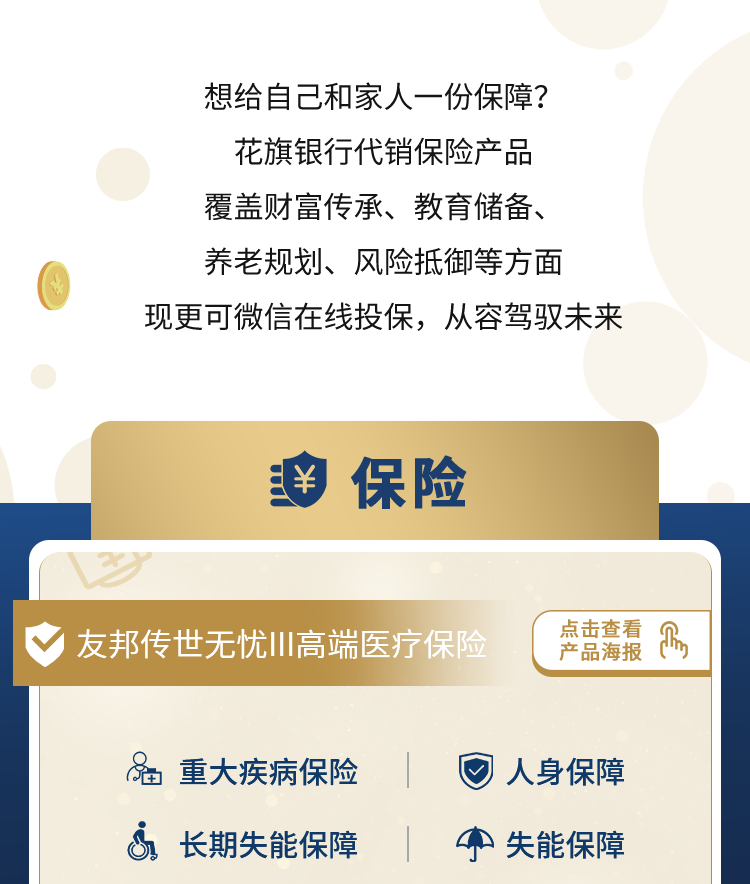 想给自己和家人一份保障？
花旗银行代销保险产品
覆盖财富传承、教育储备、
养老规划、风险抵御等方面
现更可微信在线投保，从容驾驭未来
¥ 保险
友邦传世无忧III高端医疗保险
点击查看
产品海报
重大疾病保险
人身保障
长期失能保障
失能保障